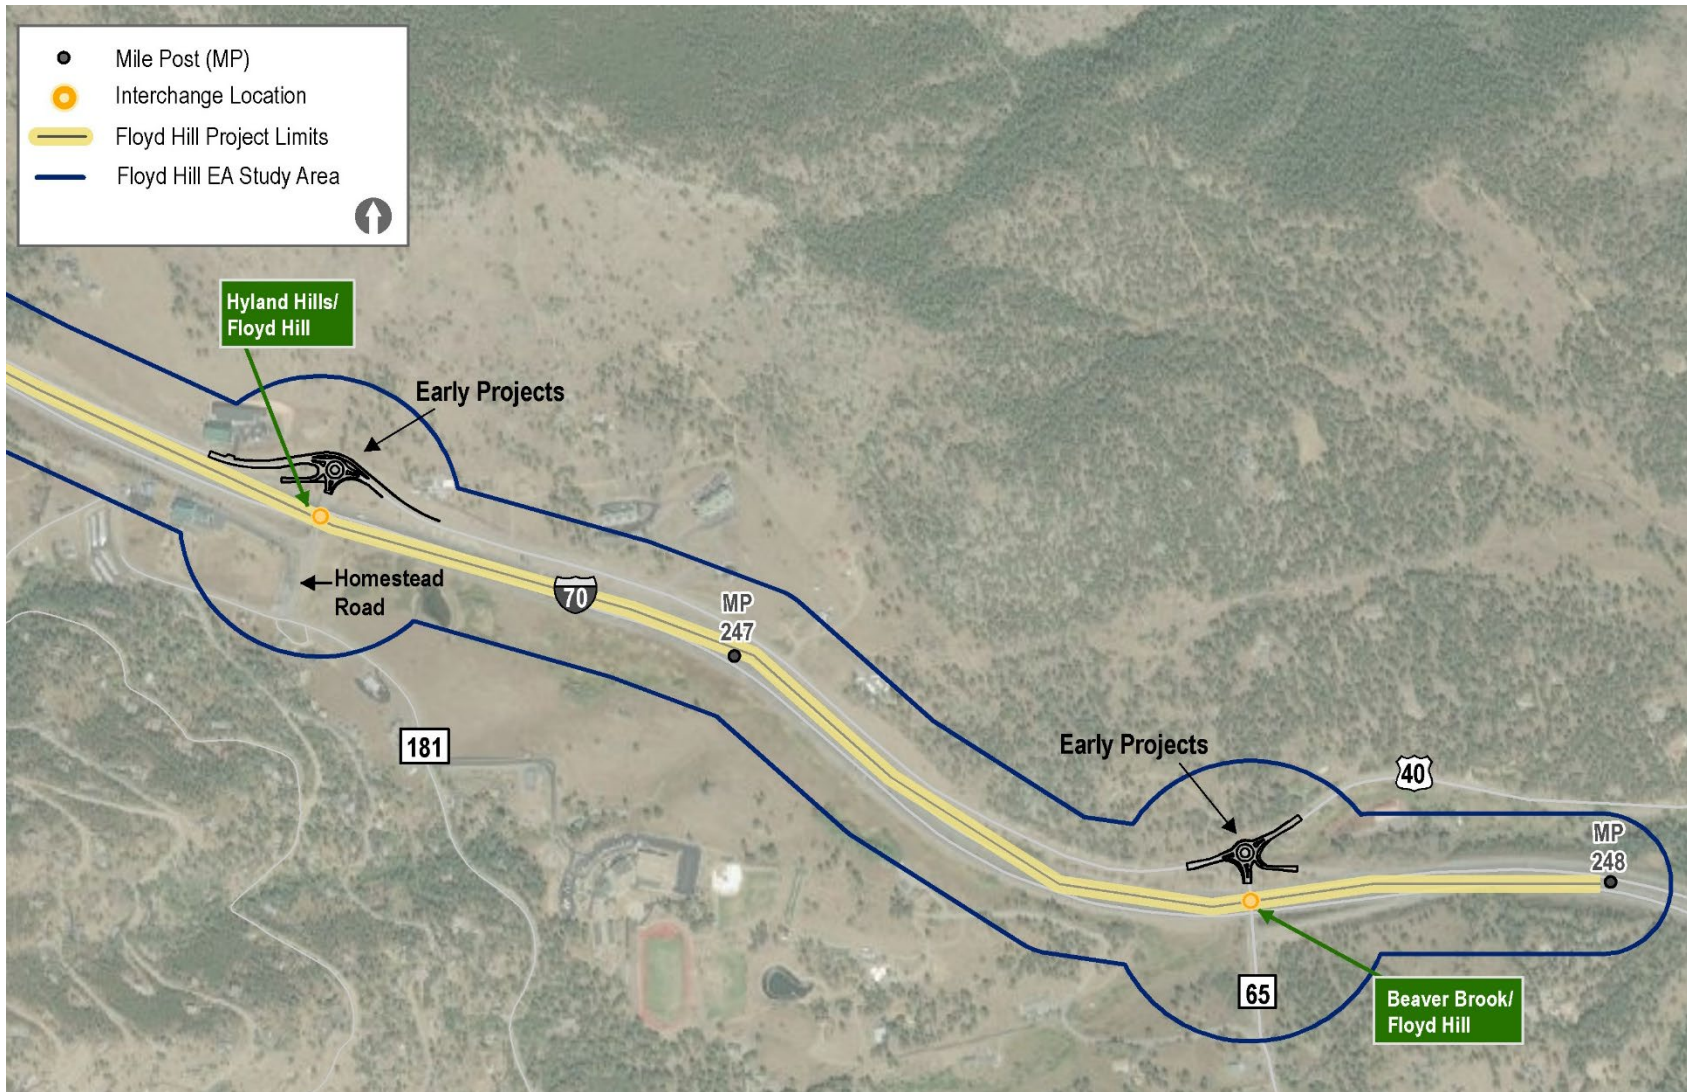 Mile Post (MP)
Interchange Location
Floyd Hill Project Limits
Floyd Hill EA Study Area
Hyland Hills/
Floyd Hill
Early Projects
Homestead
Road
70
MP
247
181
Early Projects
40
MP
248
65
Beaver Brook/
Floyd Hill